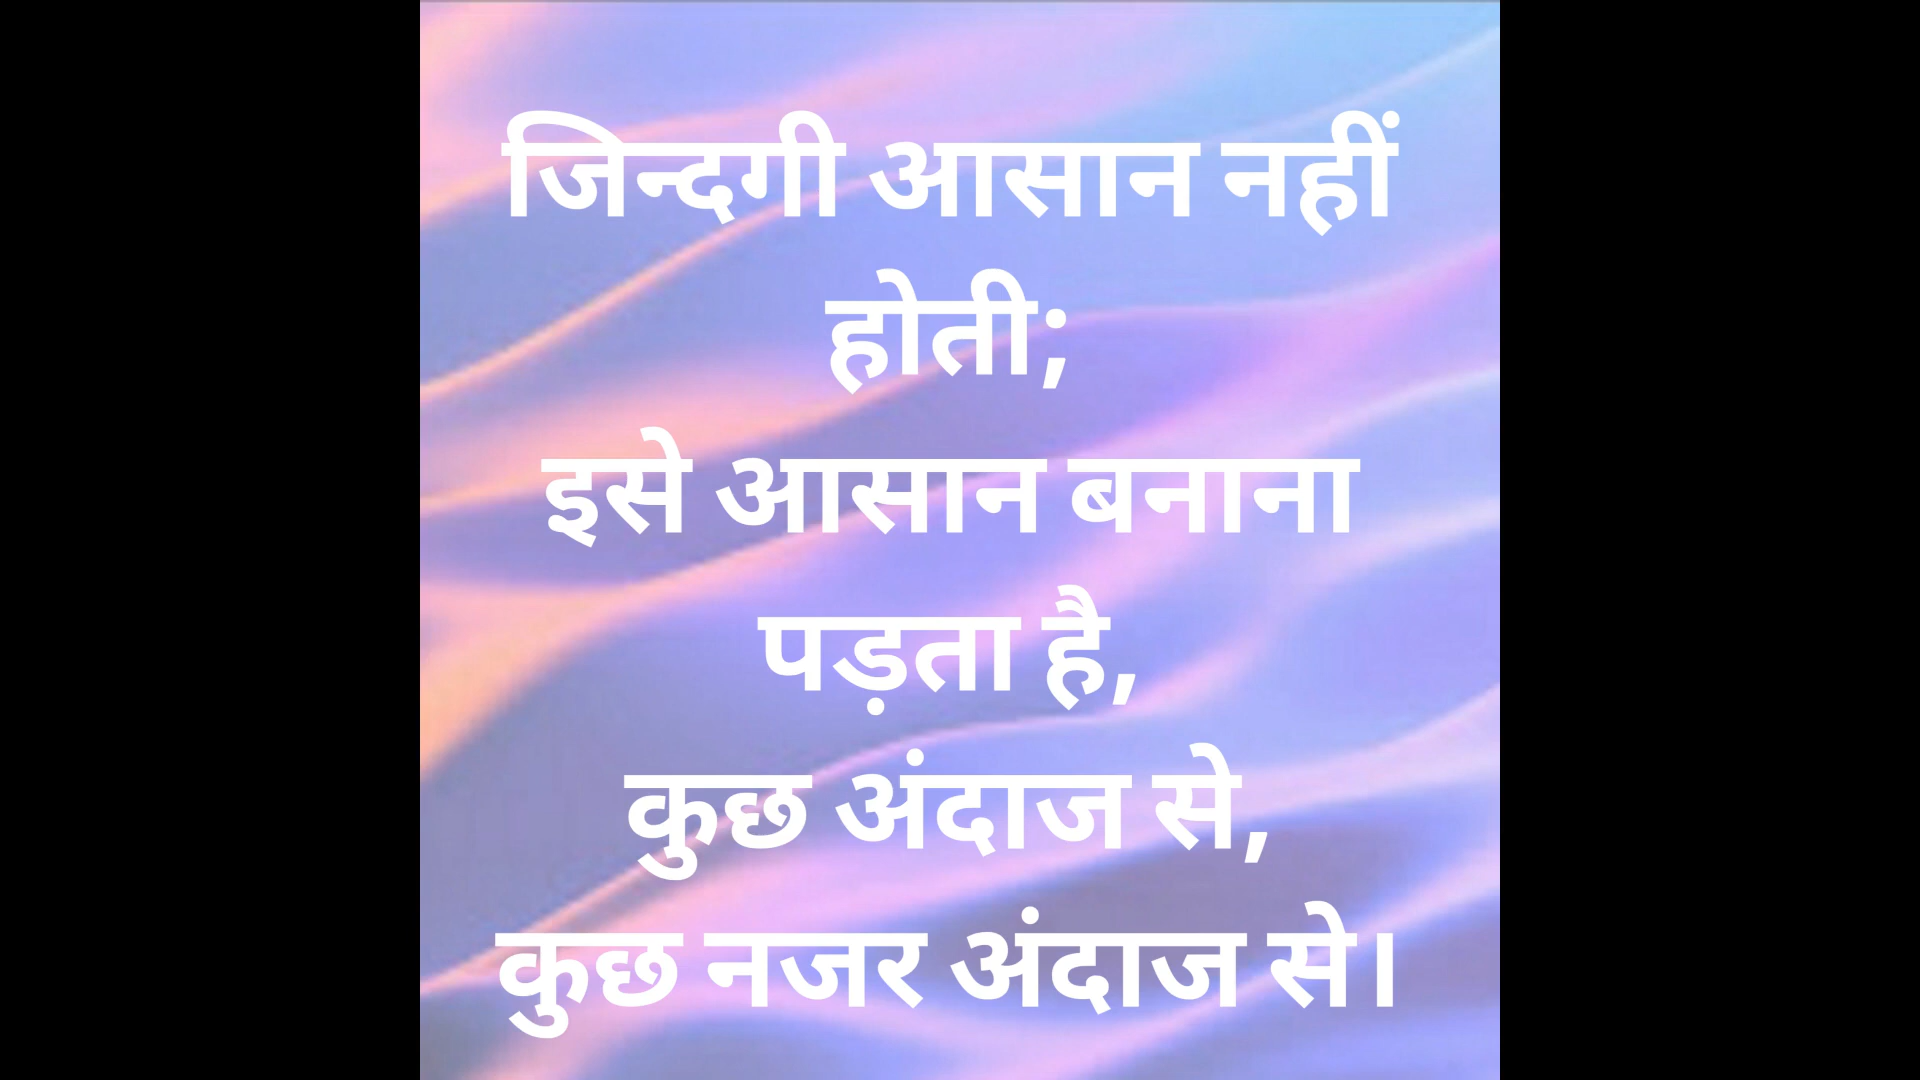 जिन्दगी आसान नहीं
होती;
इसे आसान बनाना
पड़ता है,
कुछ अंदाज से,
कुछ नजर अंदाज से।